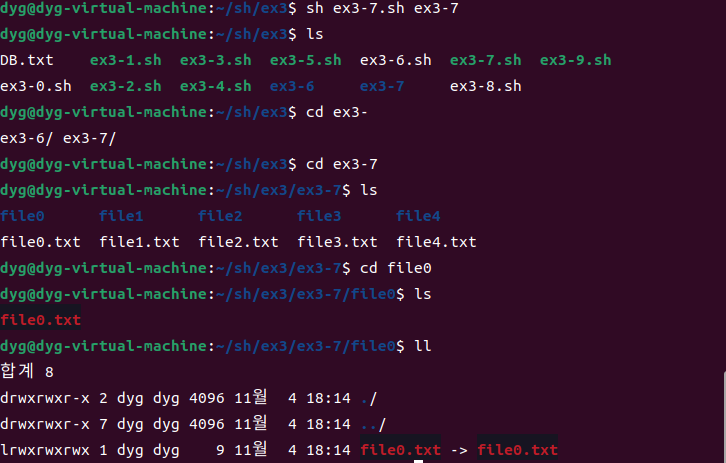 dyg@dyg-virtual-machine:~/sh/ex3$ sh ex3-7.sh ex3-7
dyg@dyg-virtual-machine:~/sh/ex3$ ls
DB.txt    ex3-1.sh  ex3-3.sh  ex3-5.sh  ex3-6.sh  ex3-7.sh  ex3-9.sh
ex3-0.sh  ex3-2.sh  ex3-4.sh  ex3-6     ex3-7     ex3-8.sh
dyg@dyg-virtual-machine:~/sh/ex3$ cd ex3-
ex3-6/ ex3-7/
dyg@dyg-virtual-machine:~/sh/ex3$ cd ex3-7
dyg@dyg-virtual-machine:~/sh/ex3/ex3-7$ ls
file0      file1      file2      file3      file4
file0.txt  file1.txt  file2.txt  file3.txt  file4.txt
dyg@dyg-virtual-machine:~/sh/ex3/ex3-7$ cd file0
dyg@dyg-virtual-machine:~/sh/ex3/ex3-7/file0$ ls
file0.txt
dyg@dyg-virtual-machine:~/sh/ex3/ex3-7/file0$ ll
합계 8
drwxrwxr-x 2 dyg dyg 4096 11월  4 18:14 ./
drwxrwxr-x 7 dyg dyg 4096 11월  4 18:14 ../
lrwxrwxrwx 1 dyg dyg    9 11월  4 18:14 file0.txt -> file0.txt